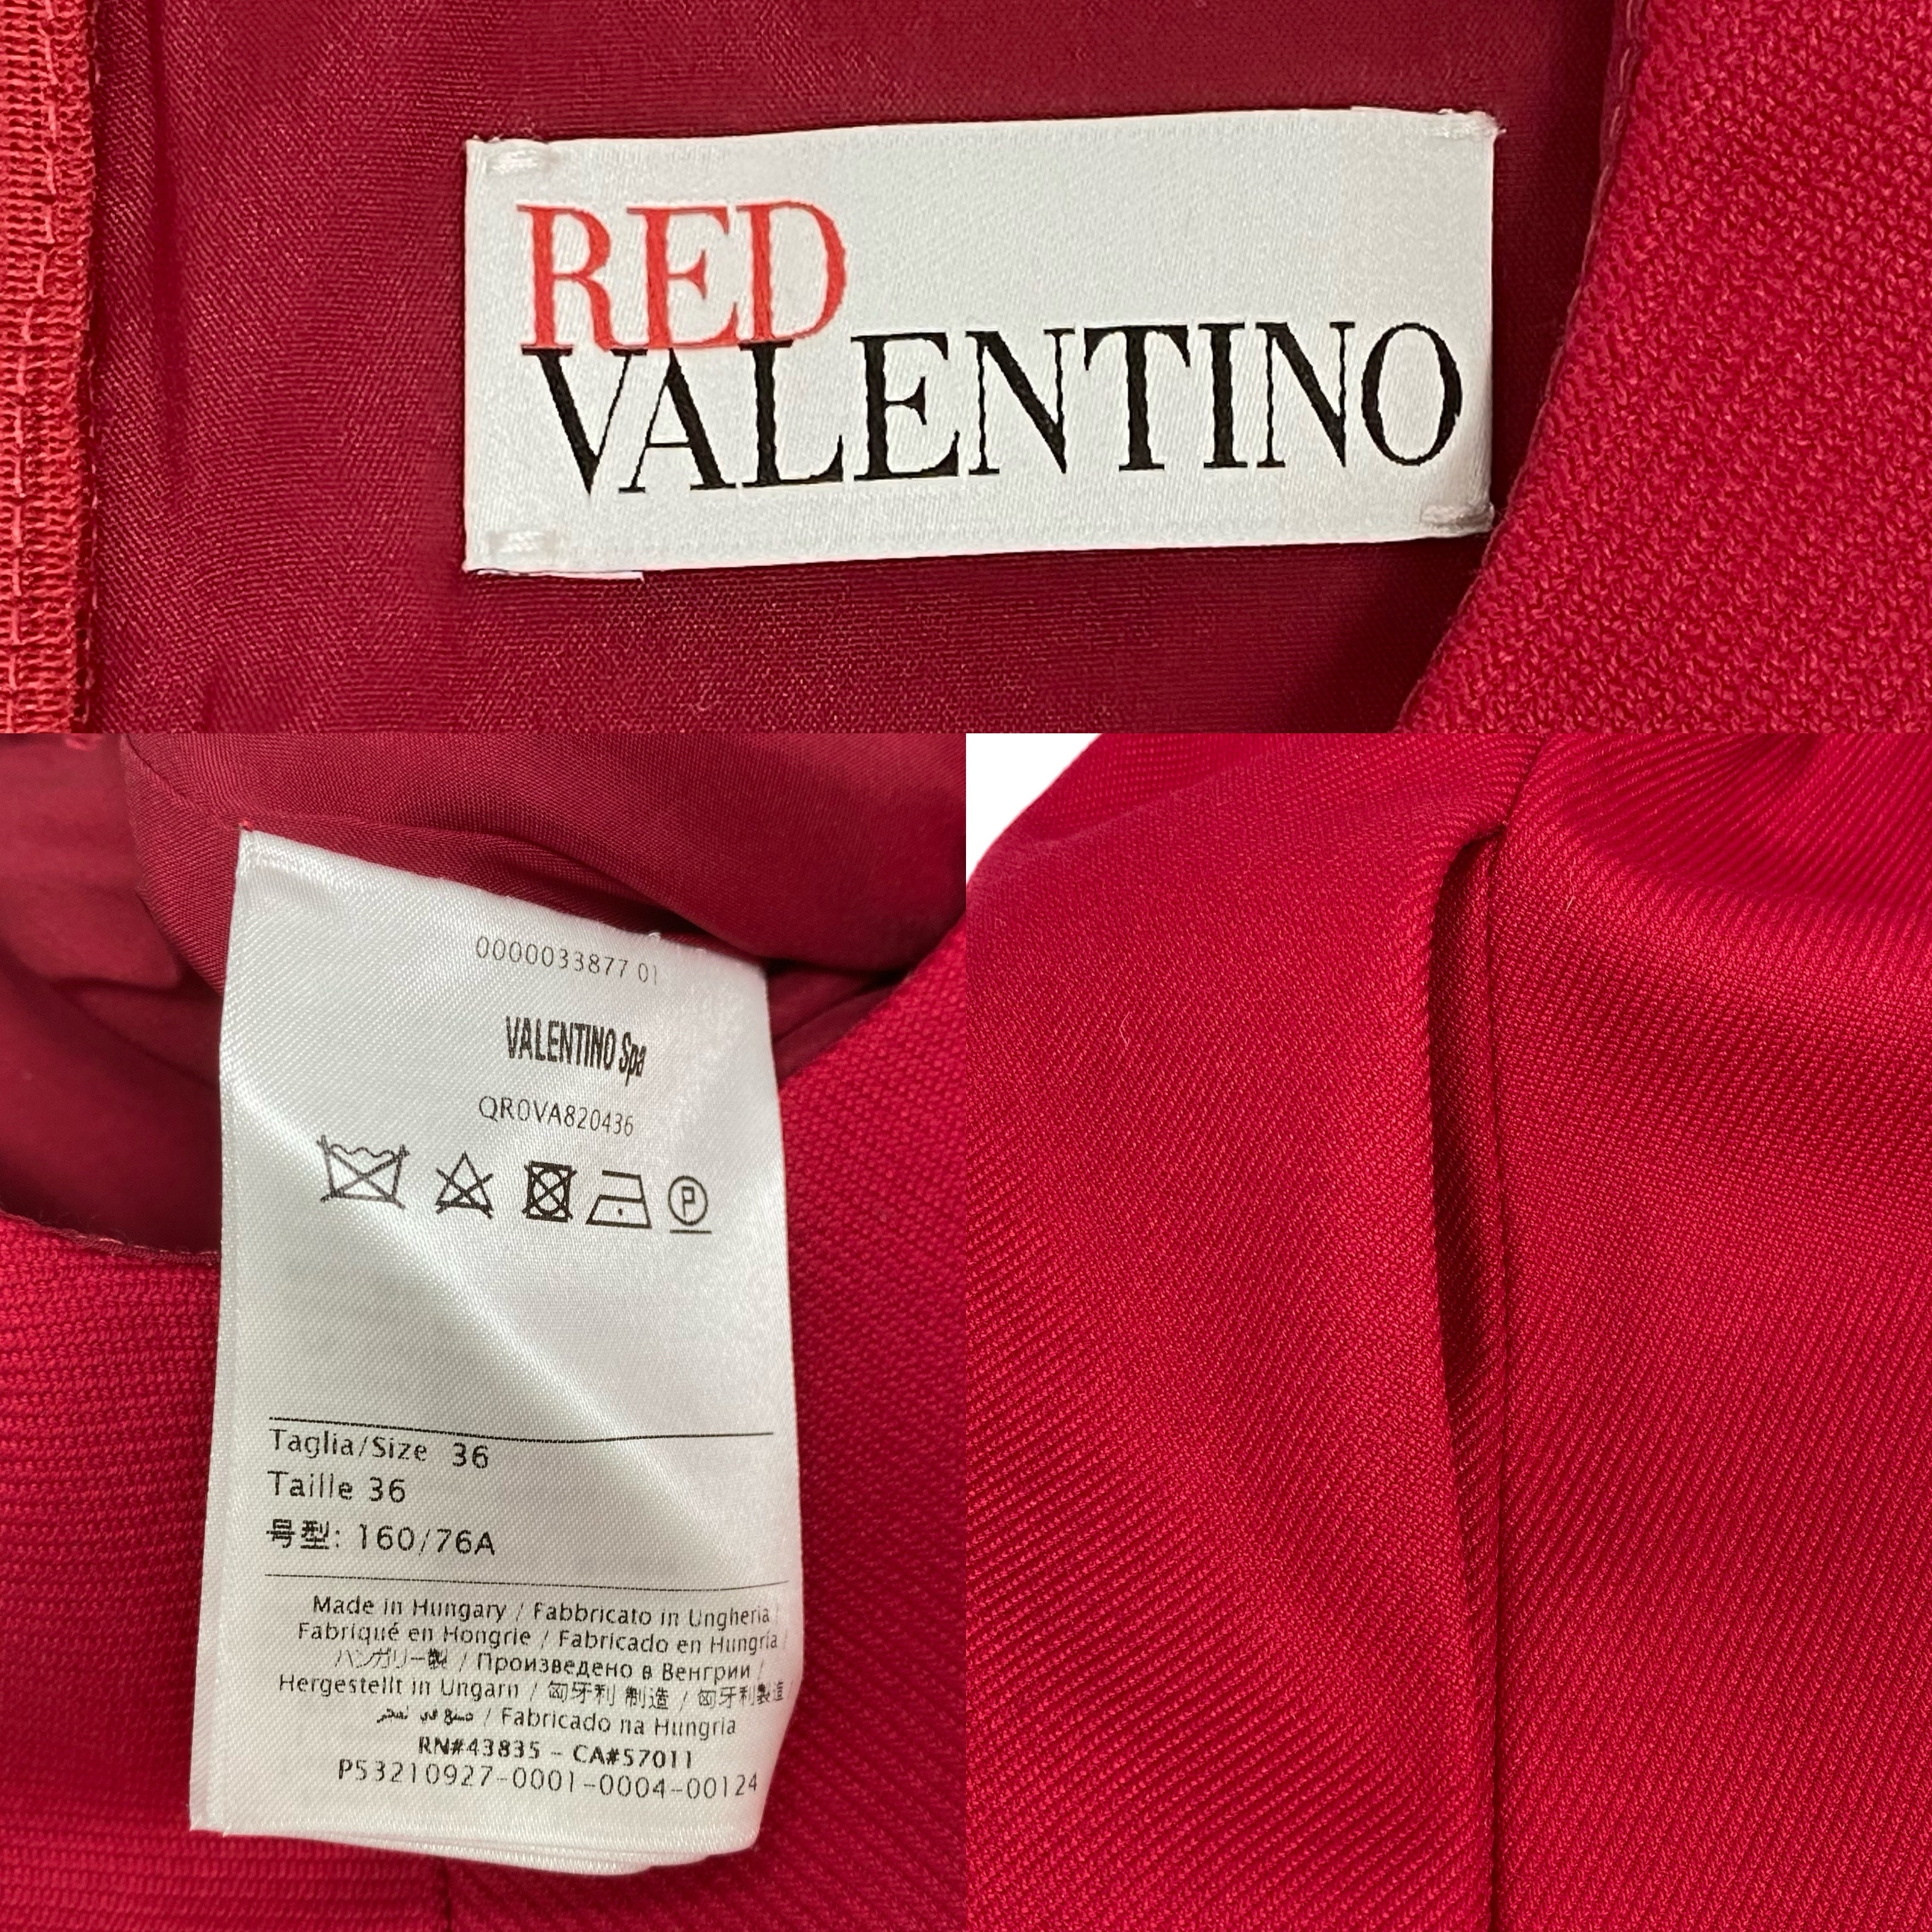 RED
VALENTINO
0000033877 01
VALENTINO Spa
QR0VA820436
P
Taglia/Size 36
Taille 36
号型: 160/76A
Made in Hungary / Fabbricato in Ungheria /
Fabriqué en Hongrie / Fabricado en Hungría /
ハンガリー製 / Произведено в Венгрии /
Hergestellt in Ungarn / 匈牙利 制造 / 匈牙利製造 /
صنع في / Fabricado na Hungria
RN#43835 - CA#57011
P53210927-0001-0004-00124